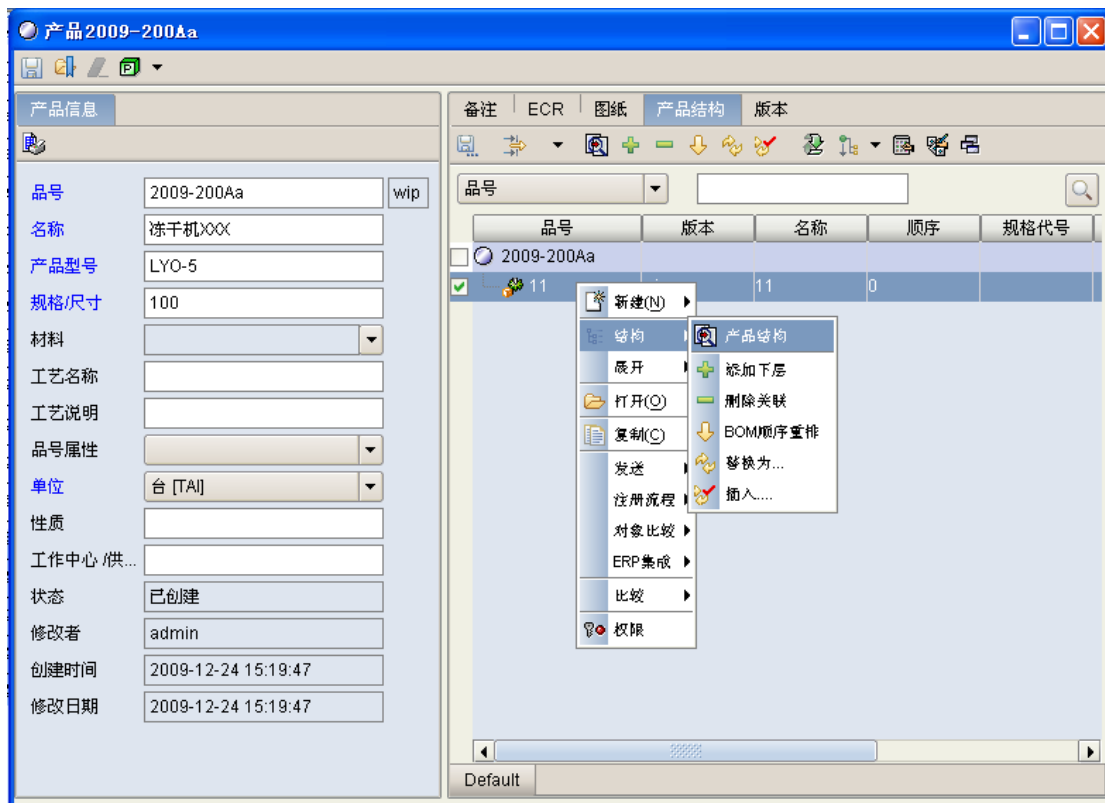 产品2009-200Aa
产品信息
备注 ECR 图纸 产品结构 版本
品号 2009-200Aa wip
名称 冻干机XXX
产品型号 LYO-5
规格/尺寸 100
材料
工艺名称
工艺说明
品号属性
单位 台 [TAI]
性质
工作中心 /供...
状态 已创建
修改者 admin
创建时间 2009-12-24 15:19:47
修改日期 2009-12-24 15:19:47
品号
品号 版本 名称 顺序 规格代号
2009-200Aa
11 11 0
新建(N)
结构
展开
打开(O)
复制(C)
发送
注册流程
对象比较
ERP集成
比较
权限
产品结构
添加下层
删除关联
BOM顺序重排
替换为...
插入....
Default